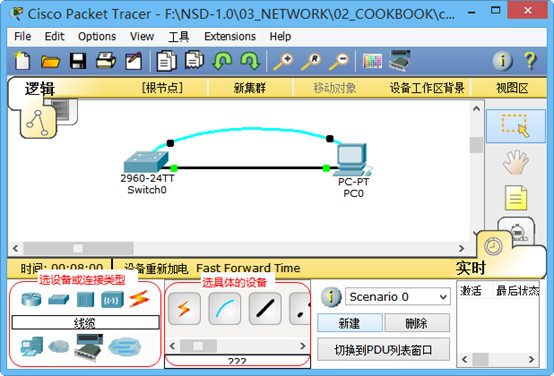 Cisco Packet Tracer - F:\NSD-1.0\03_NETWORK\02_COOKBOOK\c...
File Edit Options View 工具 Extensions Help
逻辑 [根节点] 新集群 移动对象 设备工作区背景 视图区
2960-24TT
Switch0
PC-PT
PC0
时间: 00:08:00 设备重新加电 Fast Forward Time 实时
选设备或连接类型
选具体的设备
线缆
???
Scenario 0
新建 删除
切换到PDU列表窗口
激活 最后状态